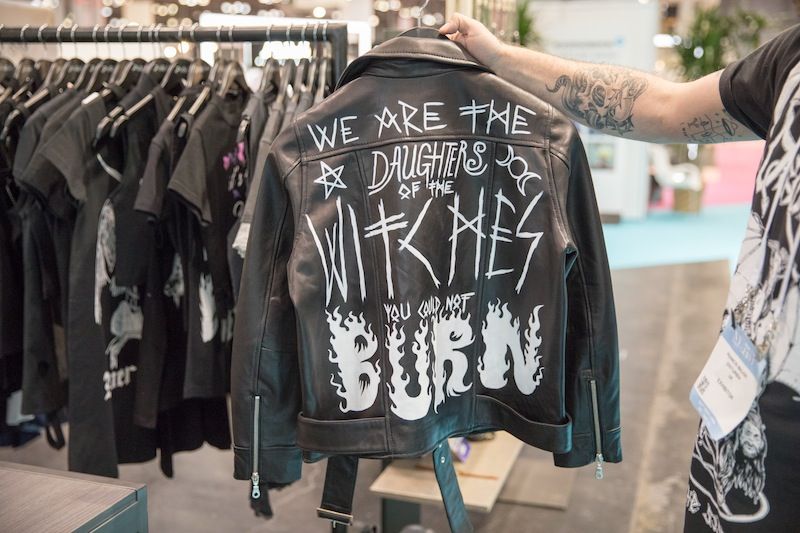 WE ARE THE
DAUGHTERS
OF THE
WITCHES
YOU COULD NOT
BURN